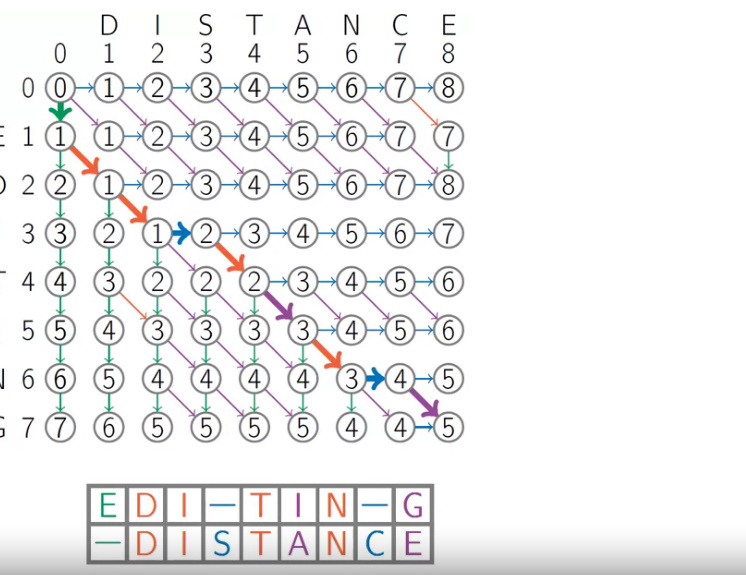 D I S T A N C E
0 1 2 3 4 5 6 7 8
0 0 1 2 3 4 5 6 7 8
E 1 1 1 2 3 4 5 6 7 7
D 2 2 1 2 3 4 5 6 7 8
3 3 2 1 2 3 4 5 6 7
T 4 4 3 2 2 2 3 4 5 6
5 5 4 3 3 3 3 4 5 6
N 6 6 5 4 4 4 4 3 4 5
G 7 7 6 5 5 5 5 4 4 5
E D I – T I N – G
– D I S T A N C E